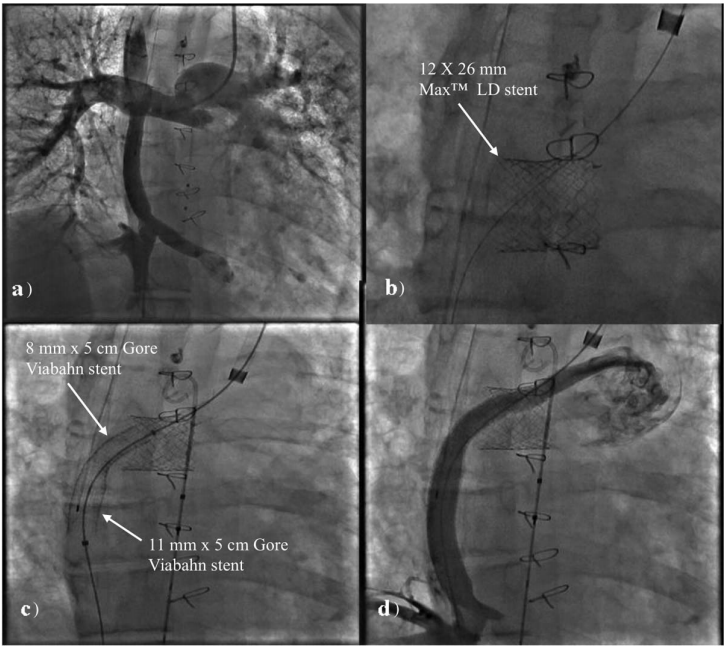 a)
12 X 26 mm
Max™ LD stent
b)
8 mm x 5 cm Gore
Viabahn stent
11 mm x 5 cm Gore
Viabahn stent
c)
d)